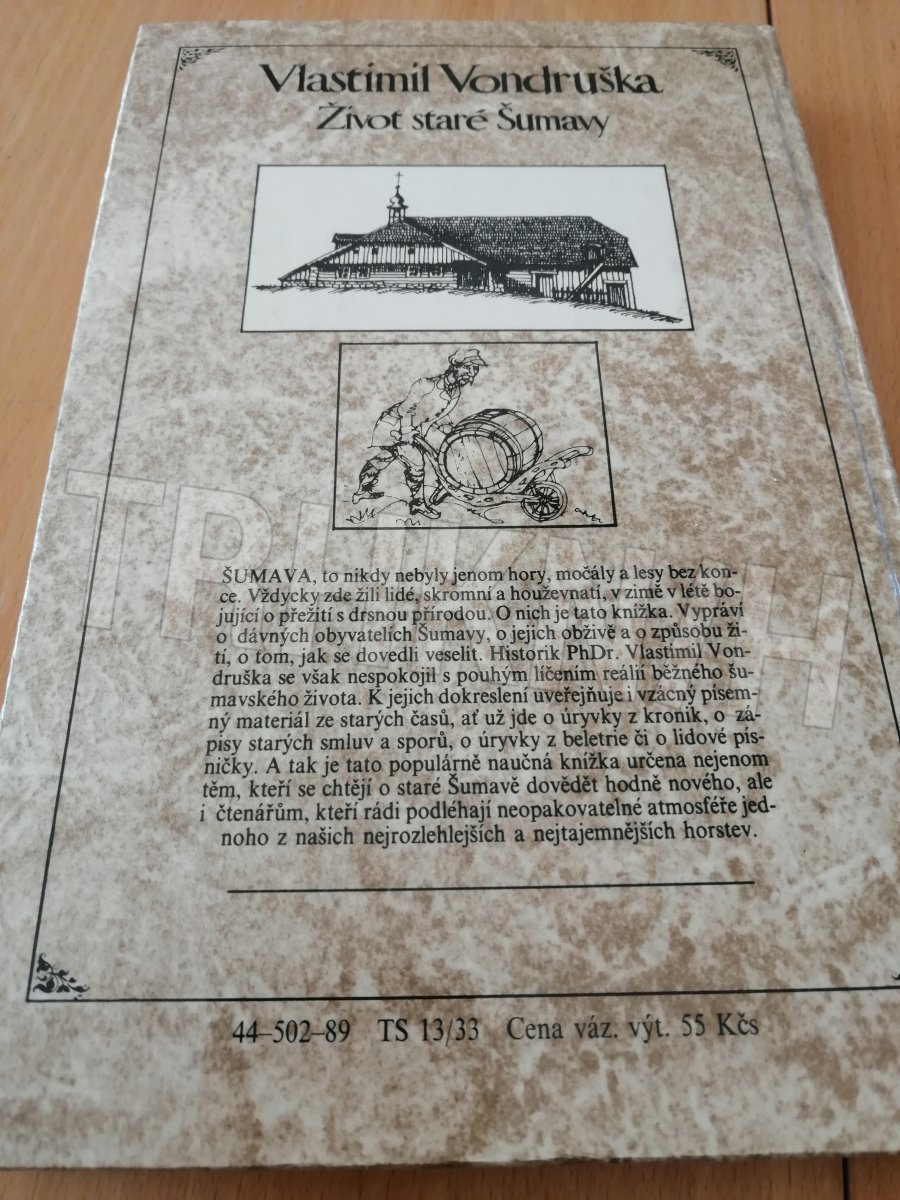 Vlastimil Vondruška
Život staré Šumavy
ŠUMAVA, to nikdy nebyly jenom hory, močály a lesy bez kon-
ce. Vždycky zde žili lidé, skromní a houževnatí, v zimě v létě bo-
jující o přežití s drsnou přírodou. O nich je tato knížka. Vypráví
o dávných obyvatelích Šumavy, o jejich obživě a o způsobu ži-
tí, o tom, jak se dovedli veselit. Historik PhDr. Vlastimil Von-
druška se však nespokojil s pouhým líčením reálií běžného šu-
mavského života. K jejich dokreslení uveřejňuje i vzácný písem-
ný materiál ze starých časů, ať už jde o úryvky z kronik, o zá-
pisy starých smluv a sporů, o úryvky z beletrie či o lidové pís-
ničky. A tak je tato populárně naučná knížka určena nejenom
těm, kteří se chtějí o staré Šumavě dovědět hodně nového, ale
i čtenářům, kteří rádi podléhají neopakovatelné atmosféře jed-
noho z našich nejrozlehlejších a nejtajemnějších horstev.
44–502–89 TS 13/33 Cena váz. výt. 55 Kčs